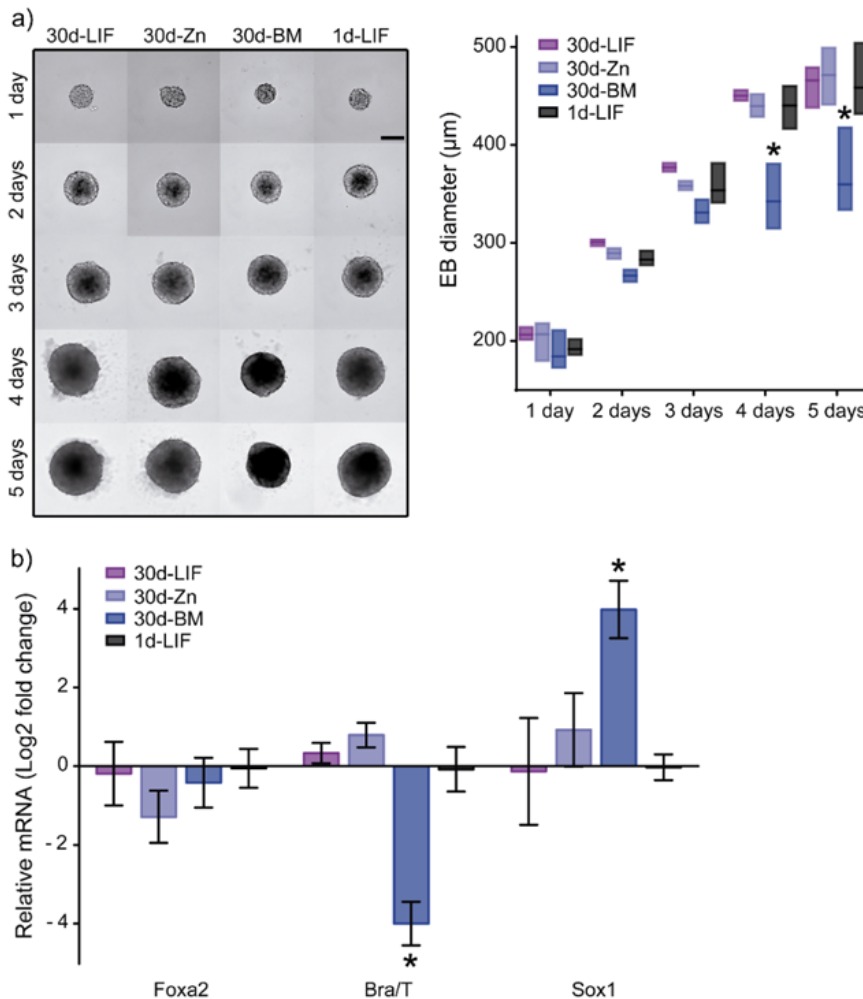 a)
30d-LIF 30d-Zn 30d-BM 1d-LIF
1 day
2 days
3 days
4 days
5 days
EB diameter (µm)
500
400
300
200
30d-LIF
30d-Zn
30d-BM
1d-LIF
*
*
1 day 2 days 3 days 4 days 5 days
b)
Relative mRNA (Log2 fold change)
4
2
0
-2
-4
30d-LIF
30d-Zn
30d-BM
1d-LIF
*
*
Foxa2 Bra/T Sox1